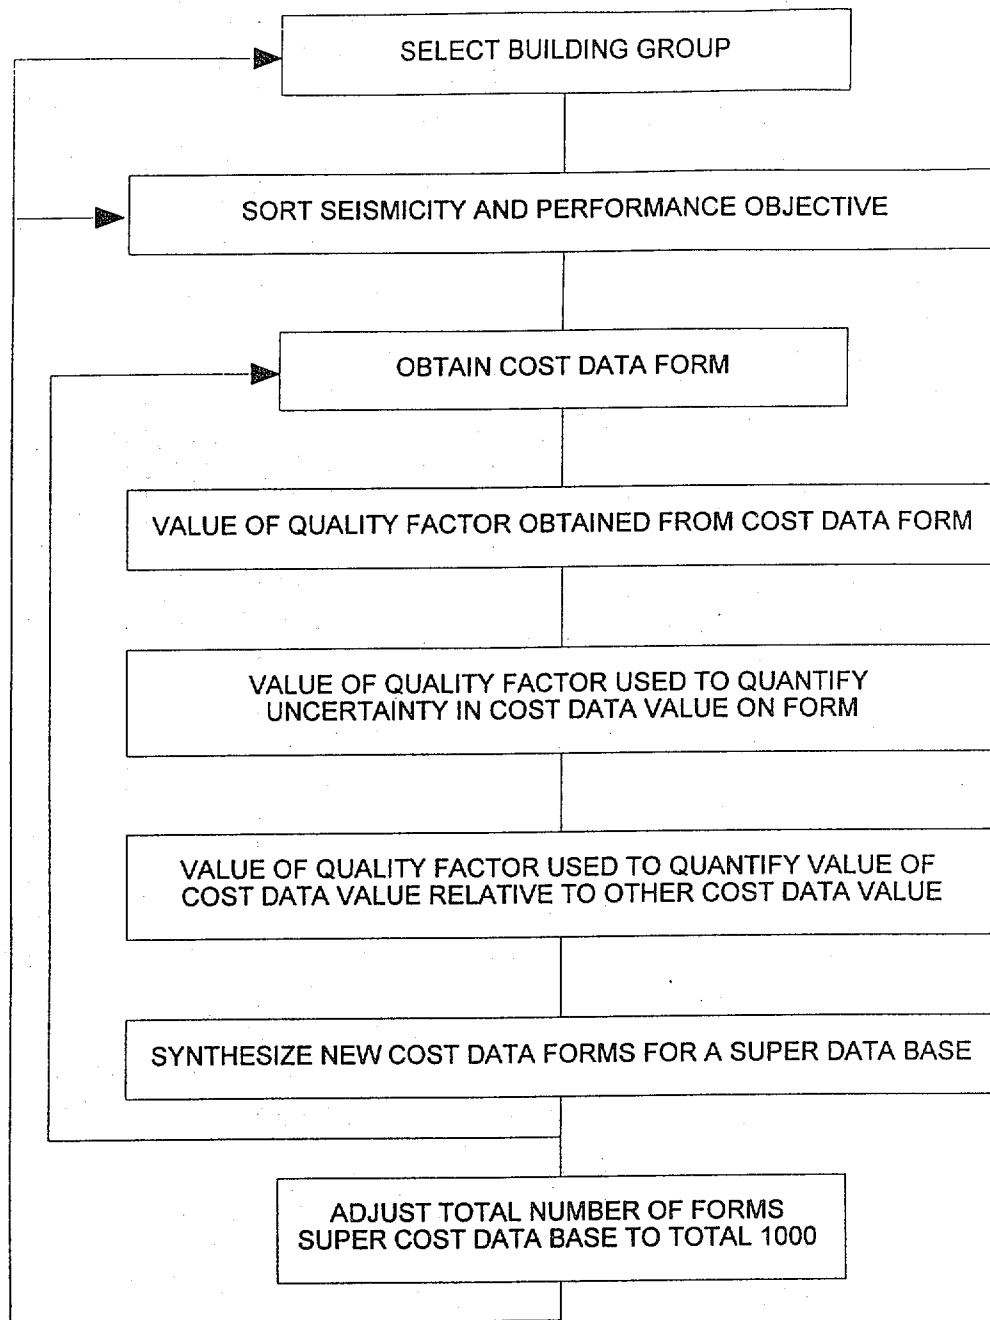 SELECT BUILDING GROUP
SORT SEISMICITY AND PERFORMANCE OBJECTIVE
OBTAIN COST DATA FORM
VALUE OF QUALITY FACTOR OBTAINED FROM COST DATA FORM
VALUE OF QUALITY FACTOR USED TO QUANTIFY
UNCERTAINTY IN COST DATA VALUE ON FORM
VALUE OF QUALITY FACTOR USED TO QUANTIFY VALUE OF
COST DATA VALUE RELATIVE TO OTHER COST DATA VALUE
SYNTHESIZE NEW COST DATA FORMS FOR A SUPER DATA BASE
ADJUST TOTAL NUMBER OF FORMS
SUPER COST DATA BASE TO TOTAL 1000